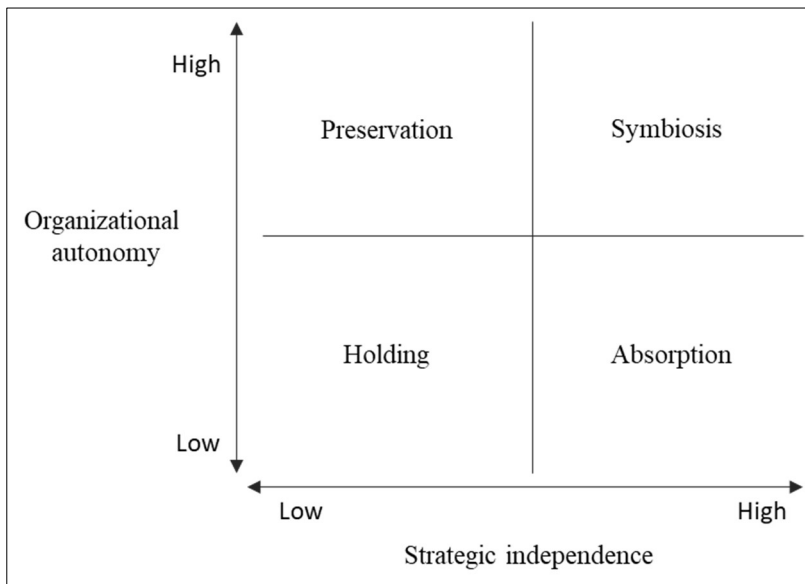 High
Preservation
Symbiosis
Organizational
autonomy
Holding
Absorption
Low
Low
High
Strategic independence